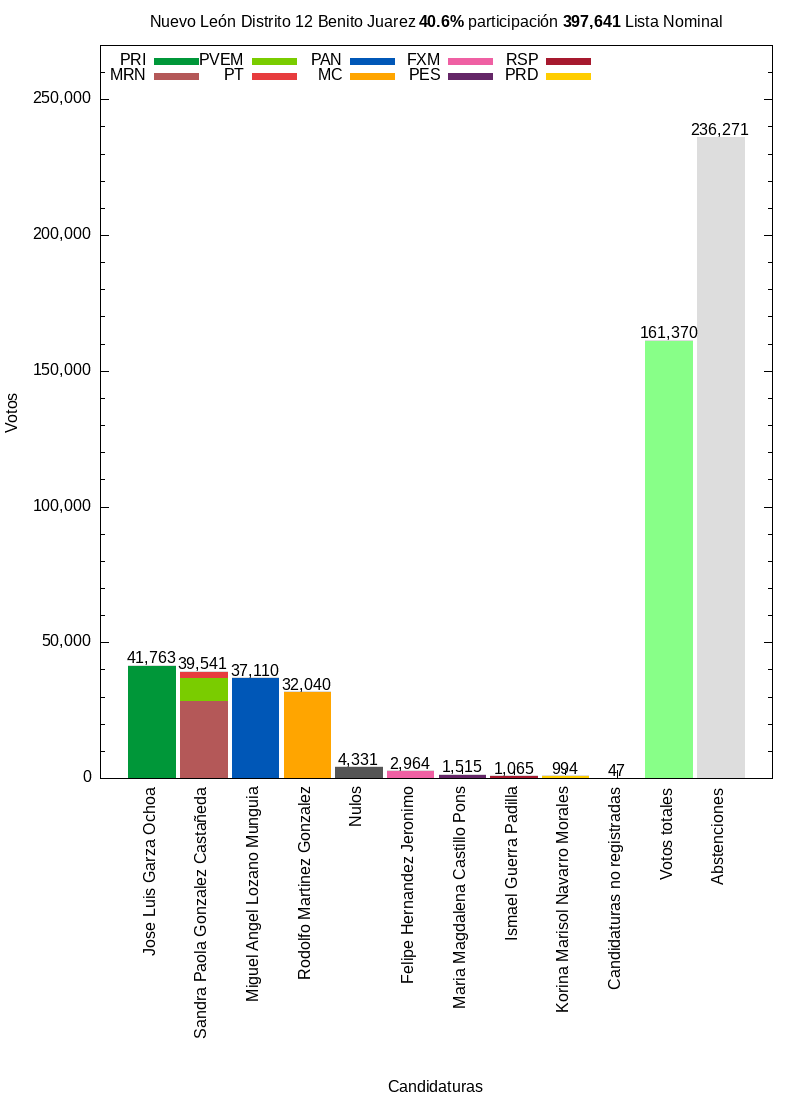 Nuevo León Distrito 12 Benito Juarez 40.6% participación 397,641 Lista Nominal
PRI PVEM PAN FXM RSP
MRN PT MC PES PRD
Votos
250,000
200,000
150,000
100,000
50,000
0
41,763
39,541
37,110
32,040
4,331
2,964
1,515
1,065
994
47
161,370
236,271
Jose Luis Garza Ochoa
Sandra Paola Gonzalez Castañeda
Miguel Angel Lozano Munguia
Rodolfo Martinez Gonzalez
Nulos
Felipe Hernandez Jeronimo
Maria Magdalena Castillo Pons
Ismael Guerra Padilla
Korina Marisol Navarro Morales
Candidaturas no registradas
Votos totales
Abstenciones
Candidaturas